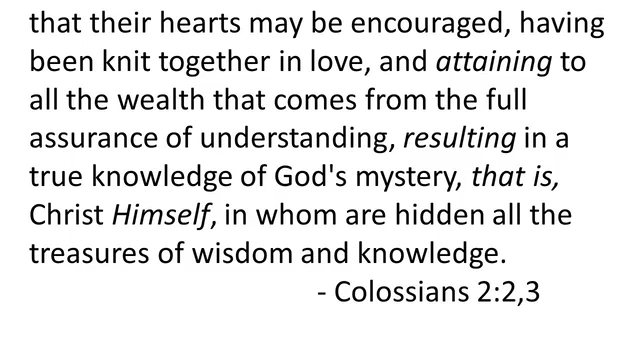 that their hearts may be encouraged, having
been knit together in love, and attaining to
all the wealth that comes from the full
assurance of understanding, resulting in a
true knowledge of God's mystery, that is,
Christ Himself, in whom are hidden all the
treasures of wisdom and knowledge.
- Colossians 2:2,3